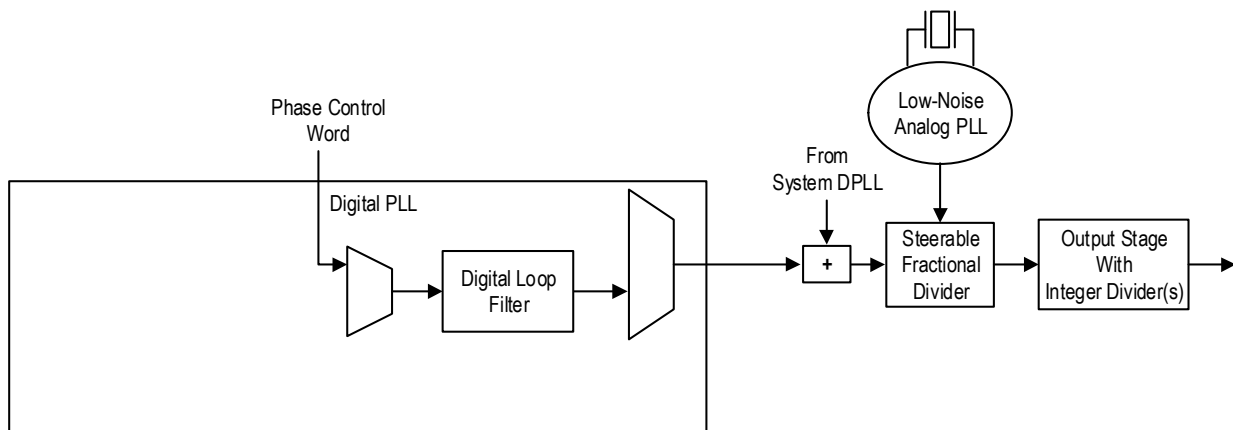 Phase Control
Word
Digital PLL
Digital Loop
Filter
From
System DPLL
+
Low-Noise
Analog PLL
Steerable
Fractional
Divider
Output Stage
With
Integer Divider(s)